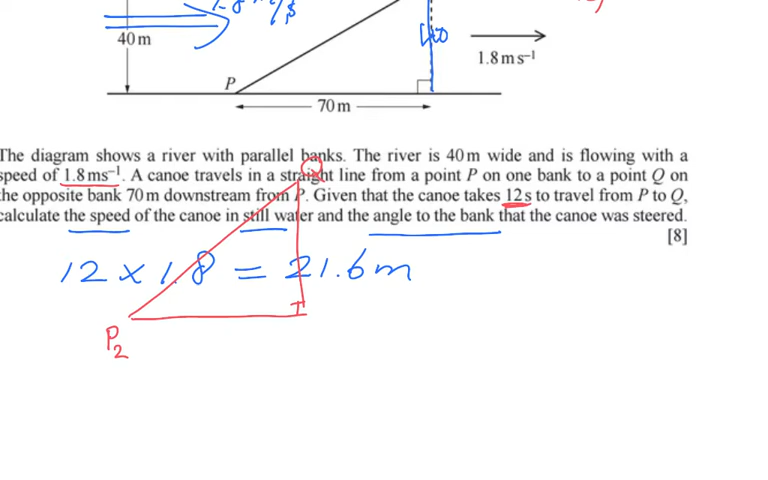 1.8 m/s
40 m
40
1.8 m s⁻¹
P
70 m
The diagram shows a river with parallel banks. The river is 40 m wide and is flowing with a
speed of 1.8 ms⁻¹. A canoe travels in a straight line from a point P on one bank to a point Q on
the opposite bank 70 m downstream from P. Given that the canoe takes 12 s to travel from P to Q,
calculate the speed of the canoe in still water and the angle to the bank that the canoe was steered.
[8]
Q
12 × 1.8 = 21.6 m
P₂